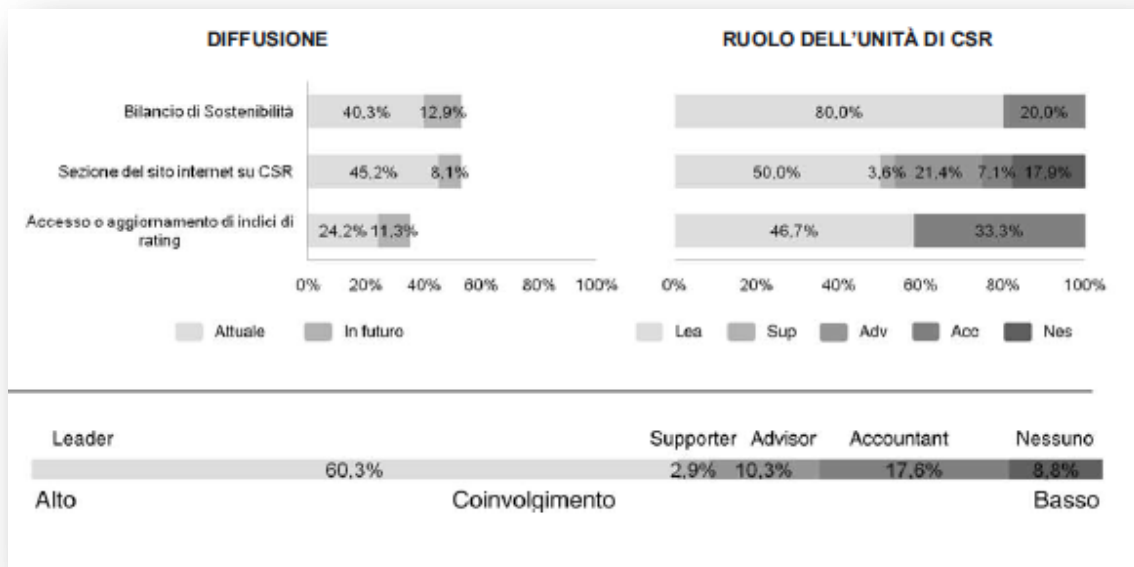 DIFFUSIONE
RUOLO DELL'UNITÀ DI CSR
Bilancio di Sostenibilità
40,3% 12,9%
80,0% 20,0%
Sezione del sito internet su CSR
45,2% 8,1%
50,0% 3,6% 21,4% 7,1% 17,9%
Accesso o aggiornamento di indici di
rating
24,2% 11,3%
46,7% 33,3%
0% 20% 40% 60% 80% 100%
0% 20% 40% 60% 80% 100%
Attuale In futuro
Lea Sup Adv Acc Nes
Leader Supporter Advisor Accountant Nessuno
60,3% 2,9% 10,3% 17,6% 8,8%
Alto Coinvolgimento Basso